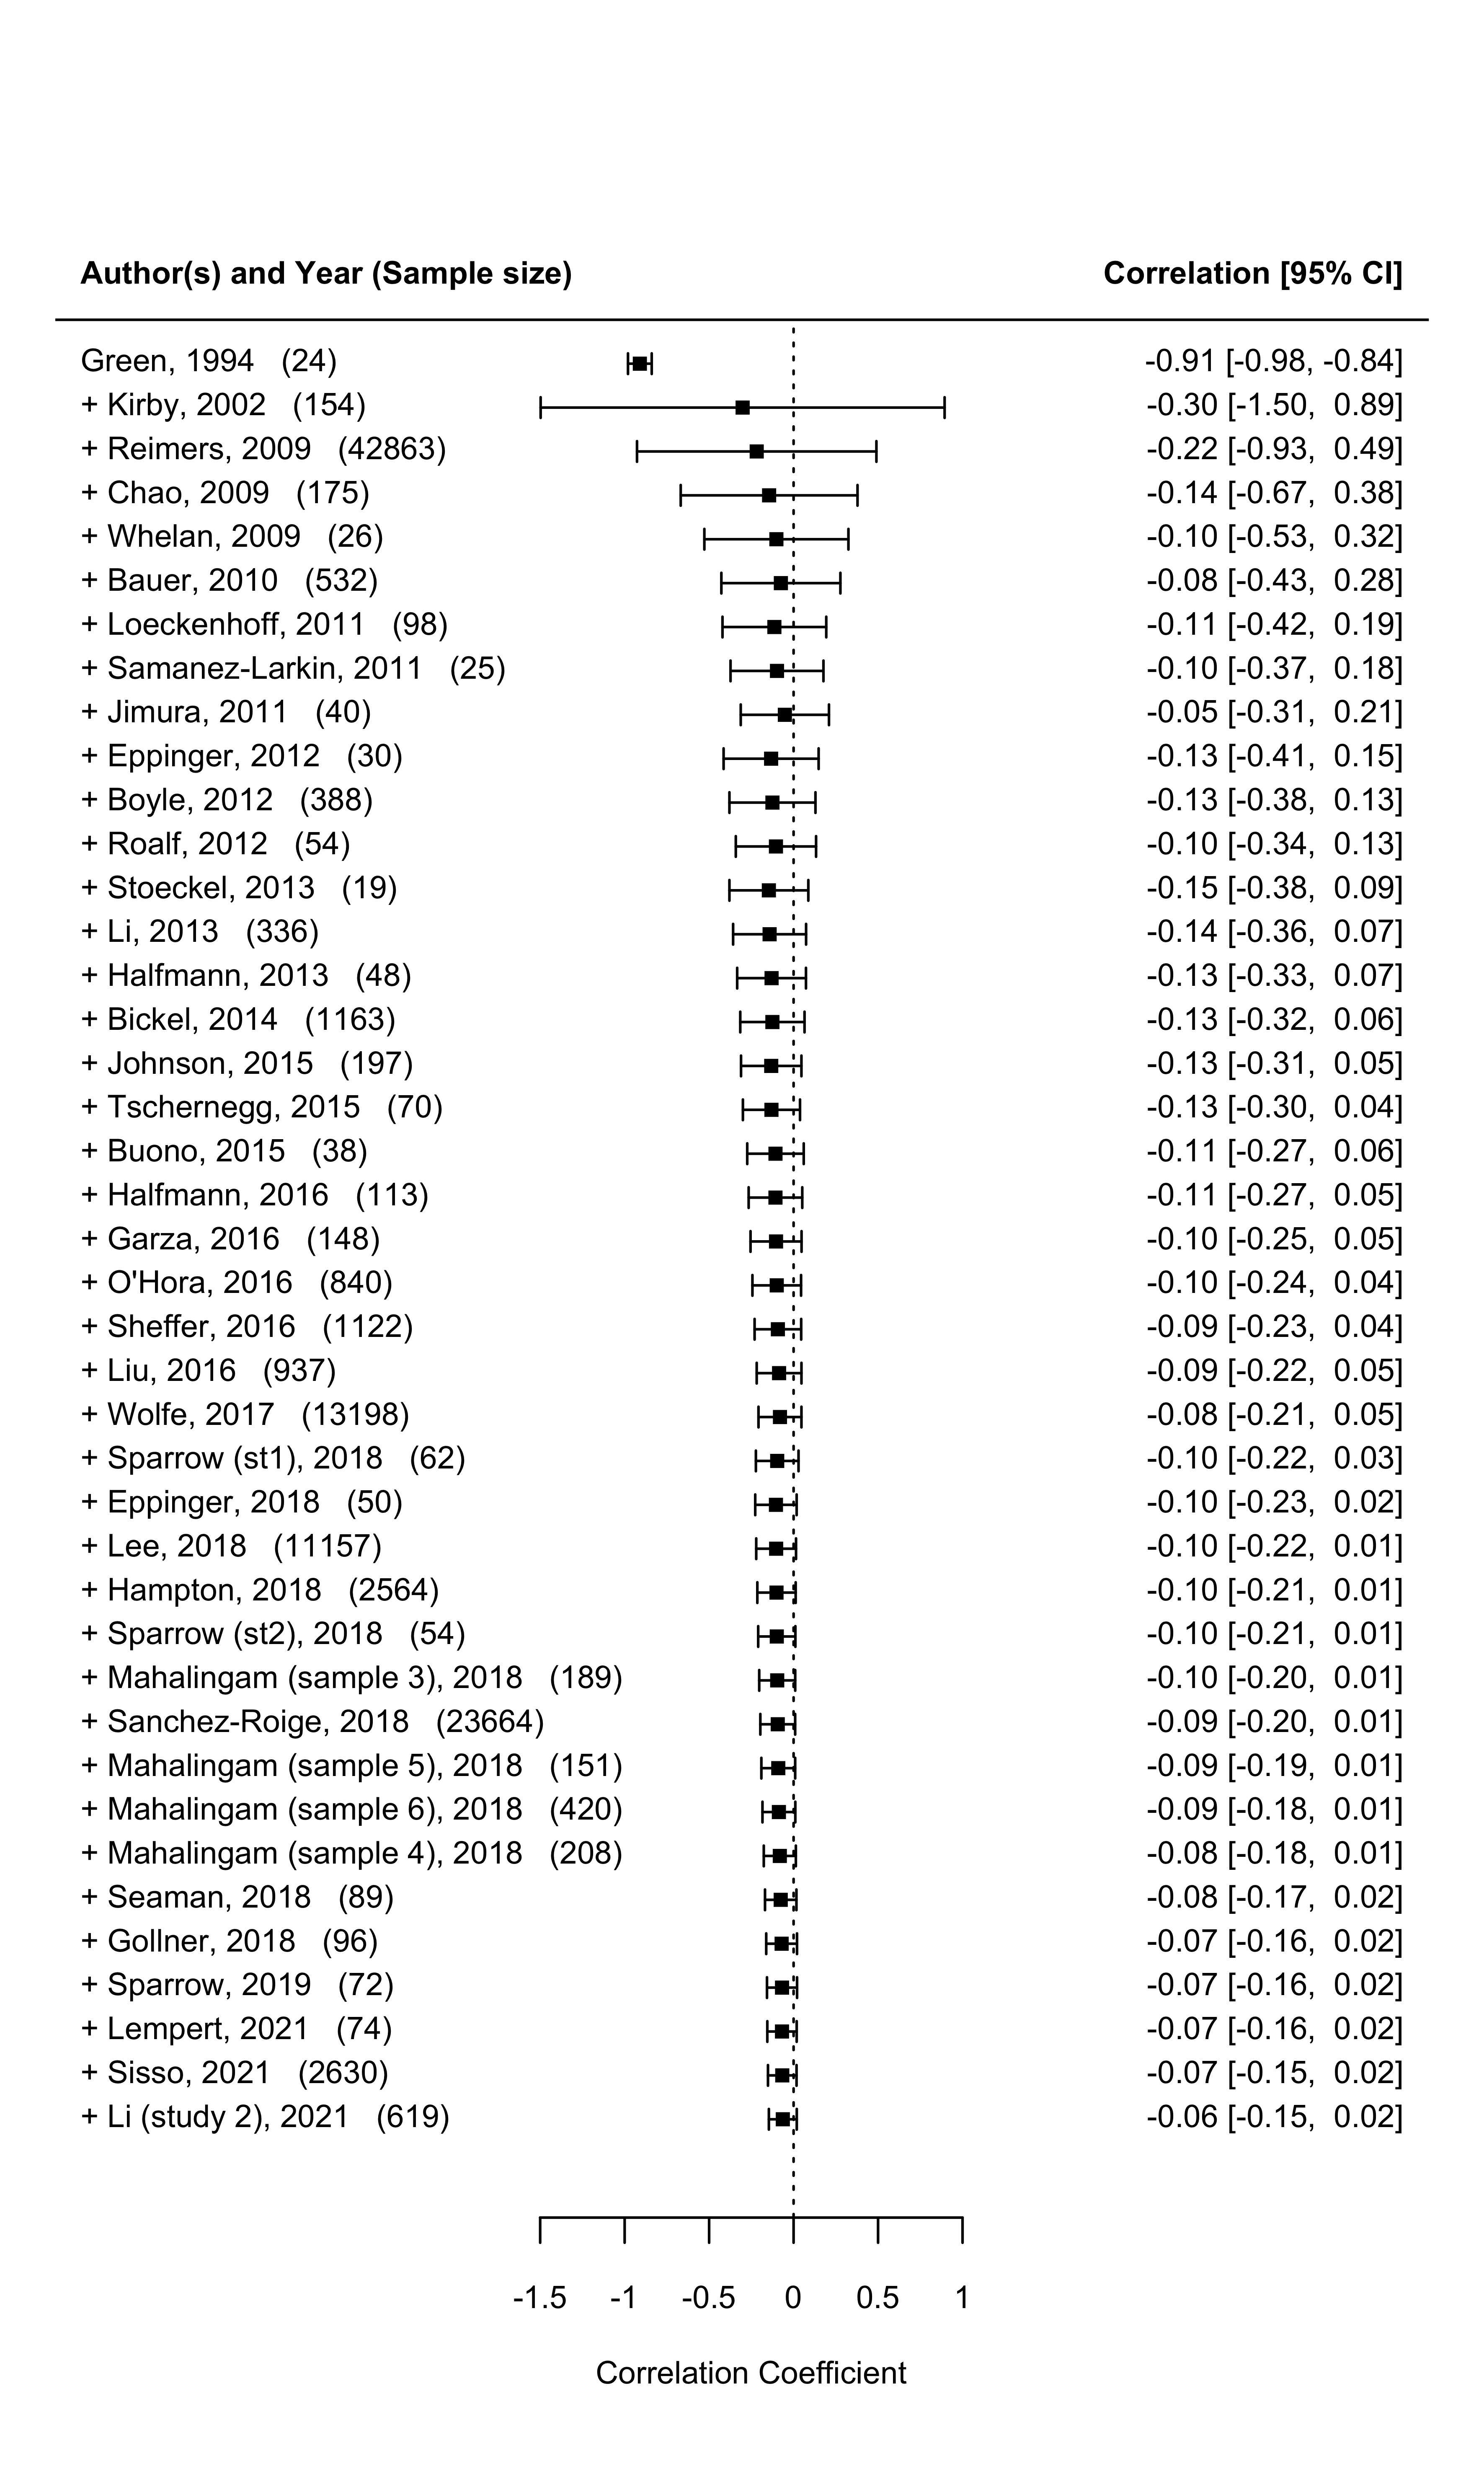 Author(s) and Year (Sample size) Correlation [95% CI]
Green, 1994 (24) -0.91 [-0.98, -0.84]
+ Kirby, 2002 (154) -0.30 [-1.50, 0.89]
+ Reimers, 2009 (42863) -0.22 [-0.93, 0.49]
+ Chao, 2009 (175) -0.14 [-0.67, 0.38]
+ Whelan, 2009 (26) -0.10 [-0.53, 0.32]
+ Bauer, 2010 (532) -0.08 [-0.43, 0.28]
+ Loeckenhoff, 2011 (98) -0.11 [-0.42, 0.19]
+ Samanez-Larkin, 2011 (25) -0.10 [-0.37, 0.18]
+ Jimura, 2011 (40) -0.05 [-0.31, 0.21]
+ Eppinger, 2012 (30) -0.13 [-0.41, 0.15]
+ Boyle, 2012 (388) -0.13 [-0.38, 0.13]
+ Roalf, 2012 (54) -0.10 [-0.34, 0.13]
+ Stoeckel, 2013 (19) -0.15 [-0.38, 0.09]
+ Li, 2013 (336) -0.14 [-0.36, 0.07]
+ Halfmann, 2013 (48) -0.13 [-0.33, 0.07]
+ Bickel, 2014 (1163) -0.13 [-0.32, 0.06]
+ Johnson, 2015 (197) -0.13 [-0.31, 0.05]
+ Tschernegg, 2015 (70) -0.13 [-0.30, 0.04]
+ Buono, 2015 (38) -0.11 [-0.27, 0.06]
+ Halfmann, 2016 (113) -0.11 [-0.27, 0.05]
+ Garza, 2016 (148) -0.10 [-0.25, 0.05]
+ O'Hora, 2016 (840) -0.10 [-0.24, 0.04]
+ Sheffer, 2016 (1122) -0.09 [-0.23, 0.04]
+ Liu, 2016 (937) -0.09 [-0.22, 0.05]
+ Wolfe, 2017 (13198) -0.08 [-0.21, 0.05]
+ Sparrow (st1), 2018 (62) -0.10 [-0.22, 0.03]
+ Eppinger, 2018 (50) -0.10 [-0.23, 0.02]
+ Lee, 2018 (11157) -0.10 [-0.22, 0.01]
+ Hampton, 2018 (2564) -0.10 [-0.21, 0.01]
+ Sparrow (st2), 2018 (54) -0.10 [-0.21, 0.01]
+ Mahalingam (sample 3), 2018 (189) -0.10 [-0.20, 0.01]
+ Sanchez-Roige, 2018 (23664) -0.09 [-0.20, 0.01]
+ Mahalingam (sample 5), 2018 (151) -0.09 [-0.19, 0.01]
+ Mahalingam (sample 6), 2018 (420) -0.09 [-0.18, 0.01]
+ Mahalingam (sample 4), 2018 (208) -0.08 [-0.18, 0.01]
+ Seaman, 2018 (89) -0.08 [-0.17, 0.02]
+ Gollner, 2018 (96) -0.07 [-0.16, 0.02]
+ Sparrow, 2019 (72) -0.07 [-0.16, 0.02]
+ Lempert, 2021 (74) -0.07 [-0.16, 0.02]
+ Sisso, 2021 (2630) -0.07 [-0.15, 0.02]
+ Li (study 2), 2021 (619) -0.06 [-0.15, 0.02]
-1.5 -1 -0.5 0 0.5 1
Correlation Coefficient